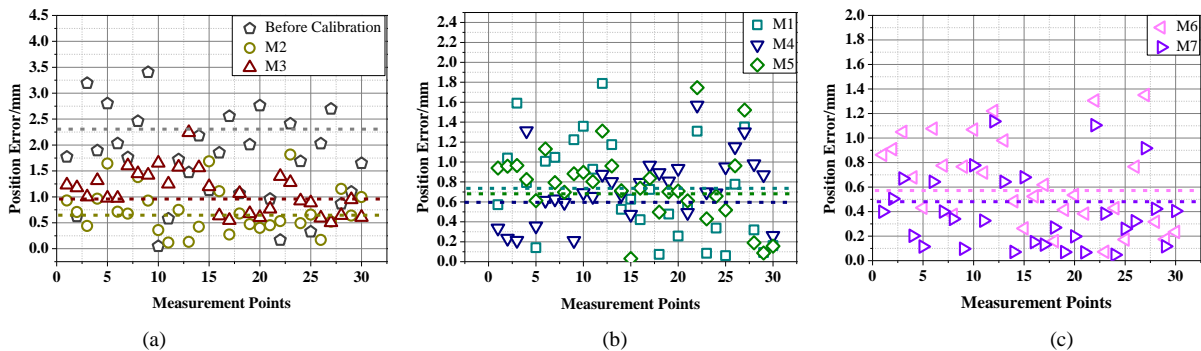 4.5
4.0
3.5
3.0
2.5
2.0
1.5
1.0
0.5
0.0
Position Error/mm
Before Calibration
M2
M3
0 5 10 15 20 25 30
Measurement Points
(a)
2.4
2.2
2.0
1.8
1.6
1.4
1.2
1.0
0.8
0.6
0.4
0.2
0.0
Position Error/mm
M1
M4
M5
0 5 10 15 20 25 30
Measurement Points
(b)
2.0
1.8
1.6
1.4
1.2
1.0
0.8
0.6
0.4
0.2
0.0
Position Error/mm
M6
M7
0 5 10 15 20 25 30
Measurement Points
(c)